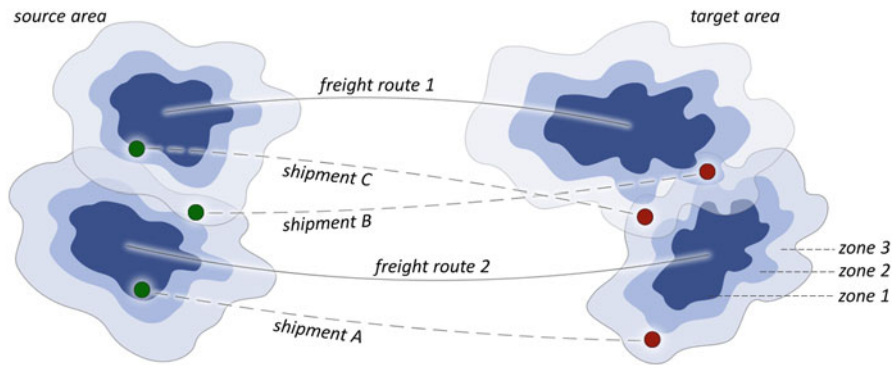 source area
target area
freight route 1
shipment C
shipment B
freight route 2
zone 3
zone 2
zone 1
shipment A